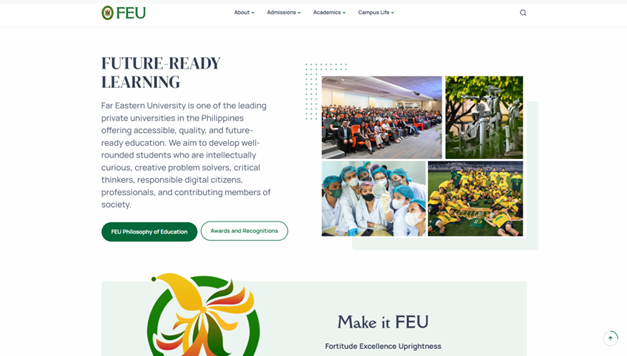 FEU
About
Admissions
Academics
Campus Life
FUTURE-READY
LEARNING
Far Eastern University is one of the leading
private universities in the Philippines
offering accessible, quality, and future-
ready education. We aim to develop well-
rounded students who are intellectually
curious, creative problem solvers, critical
thinkers, responsible digital citizens,
professionals, and contributing members of
society.
FEU Philosophy of Education
Awards and Recognitions
Make it FEU
Fortitude Excellence Uprightness